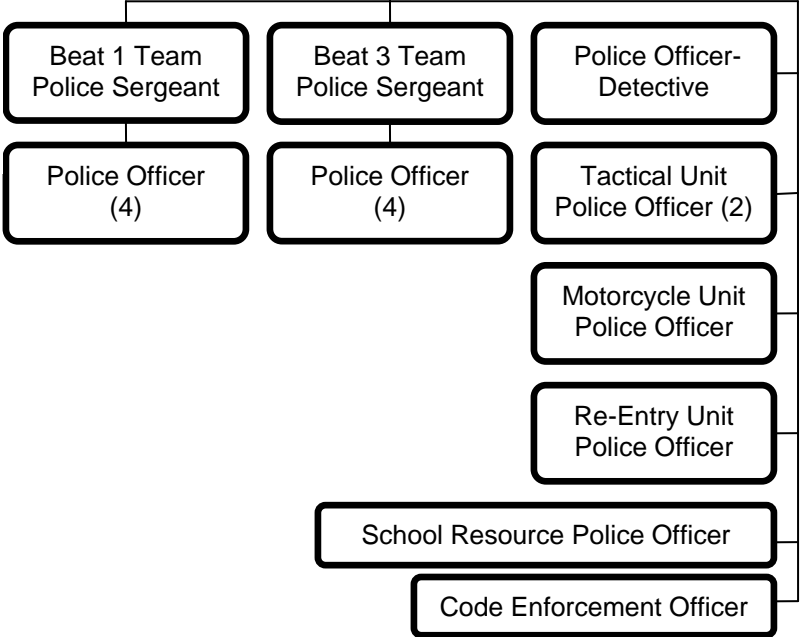 Beat 1 Team
Police Sergeant
Beat 3 Team
Police Sergeant
Police Officer-
Detective
Police Officer
(4)
Police Officer
(4)
Tactical Unit
Police Officer (2)
Motorcycle Unit
Police Officer
Re-Entry Unit
Police Officer
School Resource Police Officer
Code Enforcement Officer